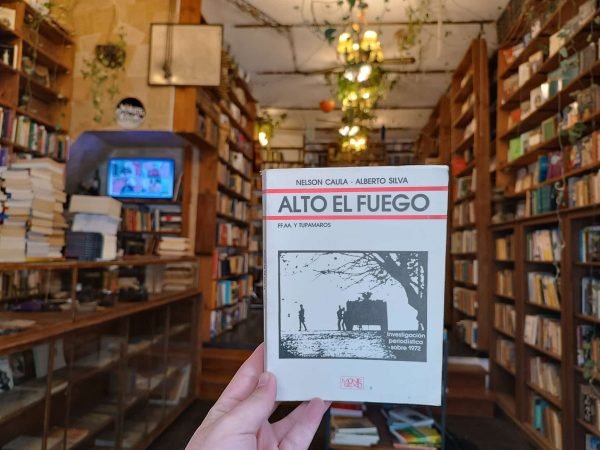 NELSON CAULA - ALBERTO SILVA
ALTO EL FUEGO
FF.AA. Y TUPAMAROS
Investigación
periodística
sobre 1972